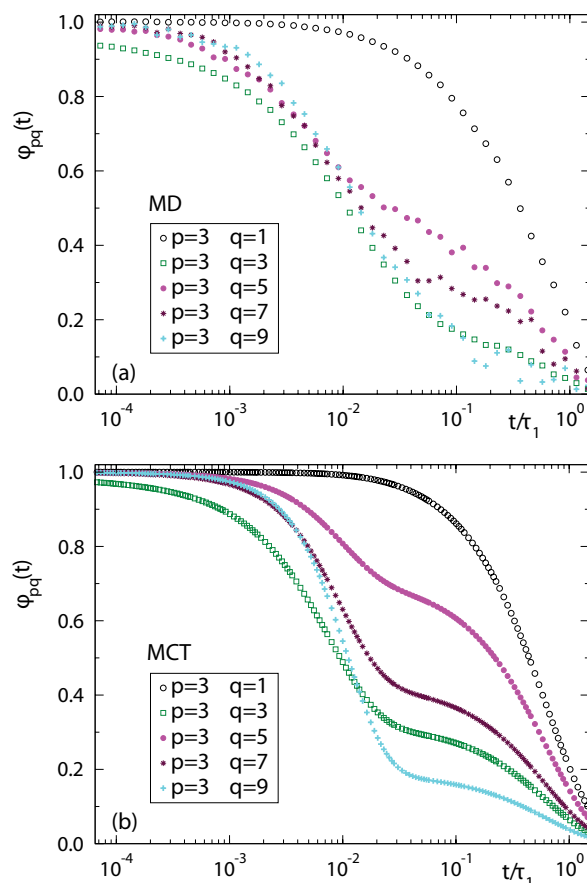 1.0
0.8
0.6
0.4
0.2
0.0
φpq(t)
MD
p=3 q=1
p=3 q=3
p=3 q=5
p=3 q=7
p=3 q=9
(a)
10⁻⁴ 10⁻³ 10⁻² 10⁻¹ 10⁰
t/τ₁
1.0
0.8
0.6
0.4
0.2
0.0
φpq(t)
MCT
p=3 q=1
p=3 q=3
p=3 q=5
p=3 q=7
p=3 q=9
(b)
10⁻⁴ 10⁻³ 10⁻² 10⁻¹ 10⁰
t/τ₁